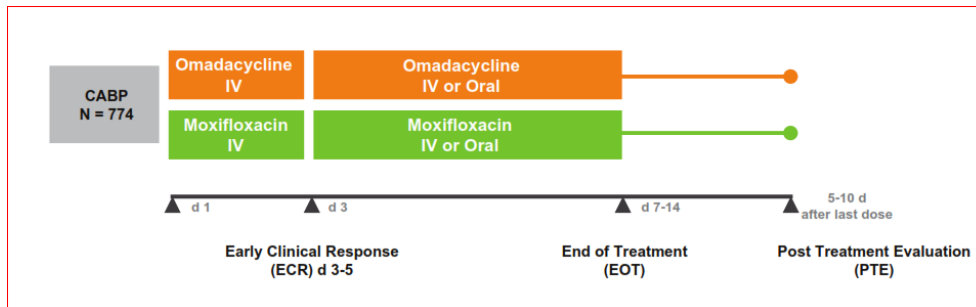 Omadacycline
IV
Omadacycline
IV or Oral
CABP
N = 774
Moxifloxacin
IV
Moxifloxacin
IV or Oral
d 1
d 3
d 7-14
5-10 d
after last dose
Early Clinical Response
(ECR) d 3-5
End of Treatment
(EOT)
Post Treatment Evaluation
(PTE)